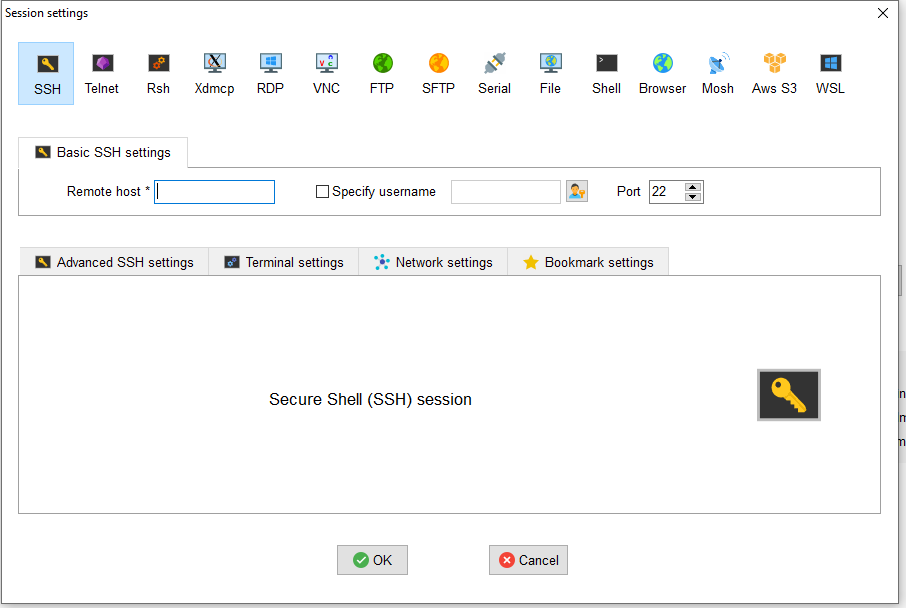 Session settings
SSH Telnet Rsh Xdmcp RDP VNC FTP SFTP Serial File Shell Browser Mosh Aws S3 WSL
Basic SSH settings
Remote host * Specify username Port 22
Advanced SSH settings Terminal settings Network settings Bookmark settings
Secure Shell (SSH) session
OK Cancel